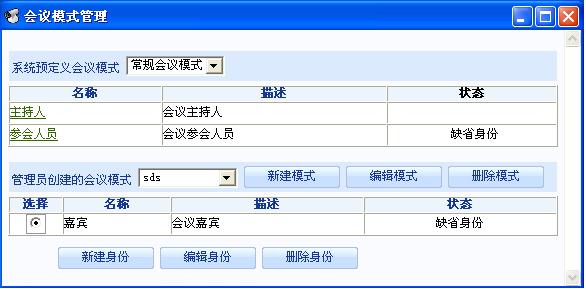 会议模式管理
系统预定义会议模式 常规会议模式
名称 描述 状态
主持人 会议主持人
参会人员 会议参会人员 缺省身份
管理员创建的会议模式 sds 新建模式 编辑模式 删除模式
选择 名称 描述 状态
嘉宾 会议嘉宾 缺省身份
新建身份 编辑身份 删除身份